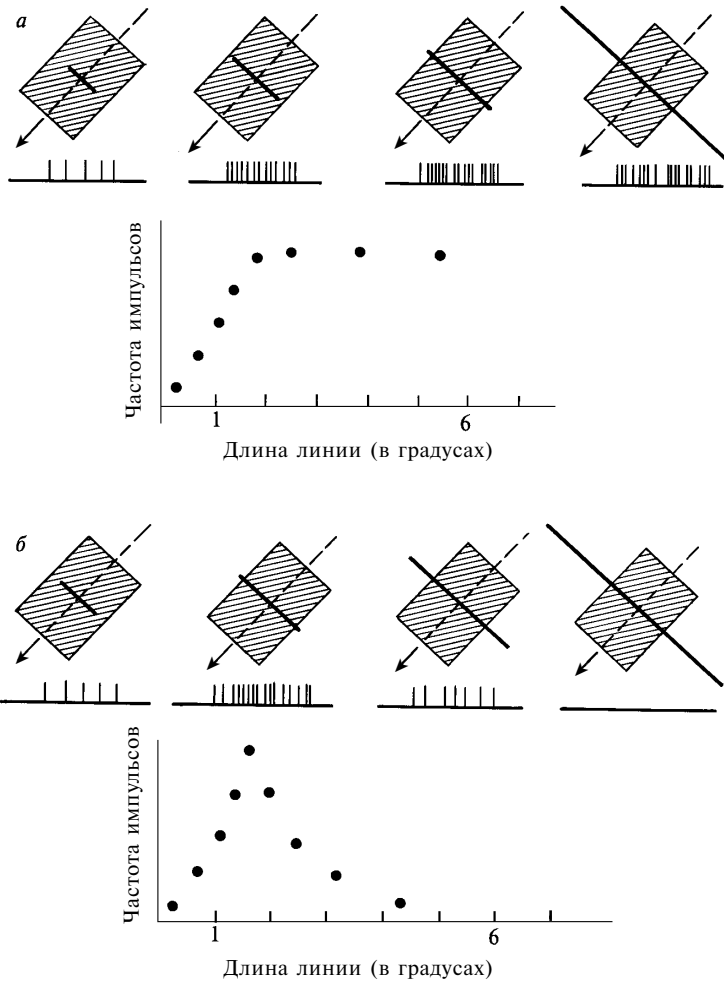 а
Частота импульсов
1
6
Длина линии (в градусах)
б
Частота импульсов
1
6
Длина линии (в градусах)